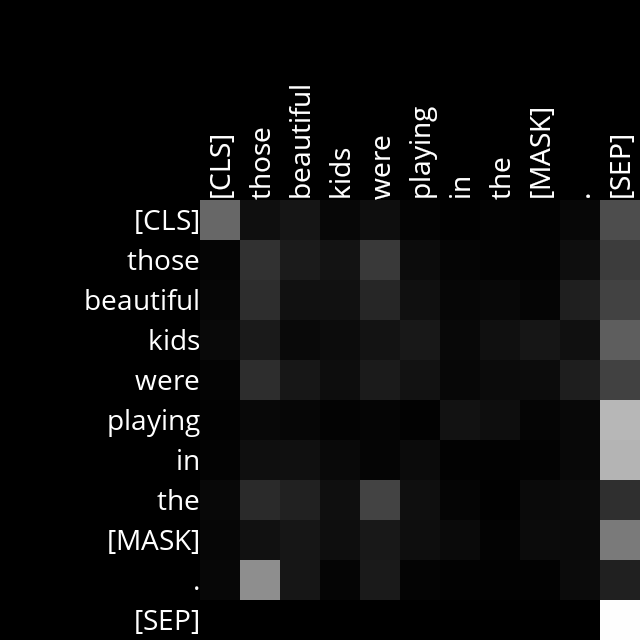 [CLS] those beautiful kids were playing in the [MASK] . [SEP]
[CLS]
those
beautiful
kids
were
playing
in
the
[MASK]
.
[SEP]